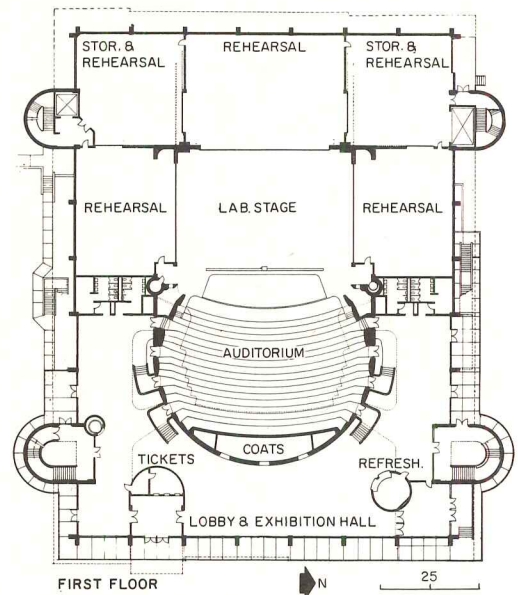 STOR. &
REHEARSAL
REHEARSAL
STOR. &
REHEARSAL
REHEARSAL
LAB. STAGE
REHEARSAL
AUDITORIUM
COATS
TICKETS
REFRESH.
LOBBY & EXHIBITION HALL
FIRST FLOOR
N
25